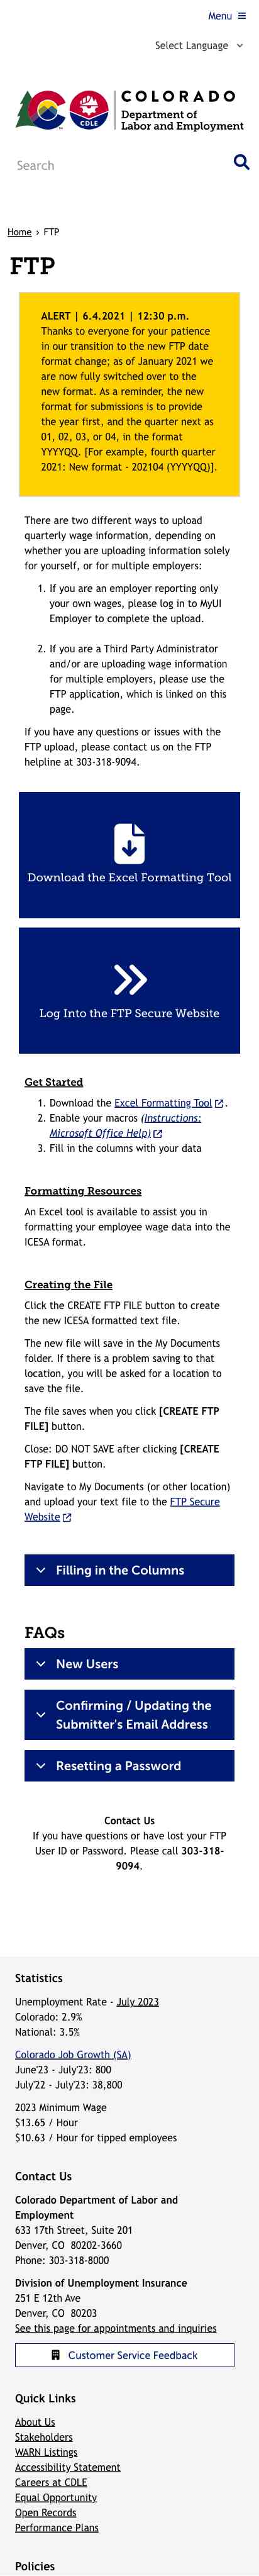 Menu
Select Language
COLORADO
CDLE
Department of
Labor and Employment
Search
Home › FTP
FTP
ALERT | 6.4.2021 | 12:30 p.m.
Thanks to everyone for your patience
in our transition to the new FTP date
format change; as of January 2021 we
are now fully switched over to the
new format. As a reminder, the new
format for submissions is to provide
the year first, and the quarter next as
01, 02, 03, or 04, in the format
YYYYQQ. [For example, fourth quarter
2021: New format - 202104 (YYYYQQ)].
There are two different ways to upload
quarterly wage information, depending on
whether you are uploading information solely
for yourself, or for multiple employers:
1. If you are an employer reporting only
your own wages, please log in to MyUI
Employer to complete the upload.
2. If you are a Third Party Administrator
and/or are uploading wage information
for multiple employers, please use the
FTP application, which is linked on this
page.
If you have any questions or issues with the
FTP upload, please contact us on the FTP
helpline at 303-318-9094.
Download the Excel Formatting Tool
Log Into the FTP Secure Website
Get Started
1. Download the Excel Formatting Tool .
2. Enable your macros (Instructions:
Microsoft Office Help)
3. Fill in the columns with your data
Formatting Resources
An Excel tool is available to assist you in
formatting your employee wage data into the
ICESA format.
Creating the File
Click the CREATE FTP FILE button to create
the new ICESA formatted text file.
The new file will save in the My Documents
folder. If there is a problem saving to that
location, you will be asked for a location to
save the file.
The file saves when you click [CREATE FTP
FILE] button.
Close: DO NOT SAVE after clicking [CREATE
FTP FILE] button.
Navigate to My Documents (or other location)
and upload your text file to the FTP Secure
Website
Filling in the Columns
FAQs
New Users
Confirming / Updating the
Submitter's Email Address
Resetting a Password
Contact Us
If you have questions or have lost your FTP
User ID or Password. Please call 303-318-
9094.
Statistics
Unemployment Rate - July 2023
Colorado: 2.9%
National: 3.5%
Colorado Job Growth (SA)
June'23 - July'23: 800
July'22 - July'23: 38,800
2023 Minimum Wage
$13.65 / Hour
$10.63 / Hour for tipped employees
Contact Us
Colorado Department of Labor and
Employment
633 17th Street, Suite 201
Denver, CO  80202-3660
Phone: 303-318-8000
Division of Unemployment Insurance
251 E 12th Ave
Denver, CO  80203
See this page for appointments and inquiries
Customer Service Feedback
Quick Links
About Us
Stakeholders
WARN Listings
Accessibility Statement
Careers at CDLE
Equal Opportunity
Open Records
Performance Plans
Policies